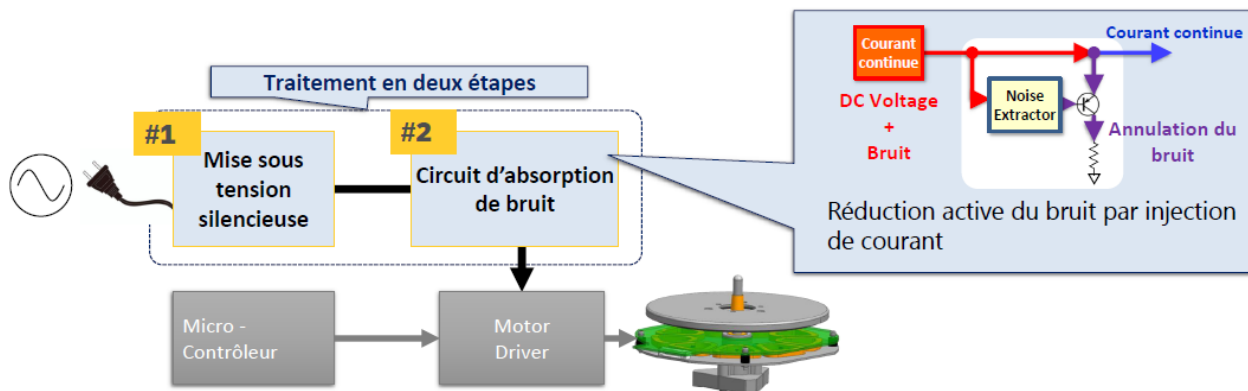 Traitement en deux étapes
#1
Mise sous
tension
silencieuse
#2
Circuit d’absorption
de bruit
Micro -
Contrôleur
Motor
Driver
Courant
continue
DC Voltage
+
Bruit
Noise
Extractor
Courant continue
Annulation du
bruit
Réduction active du bruit par injection
de courant